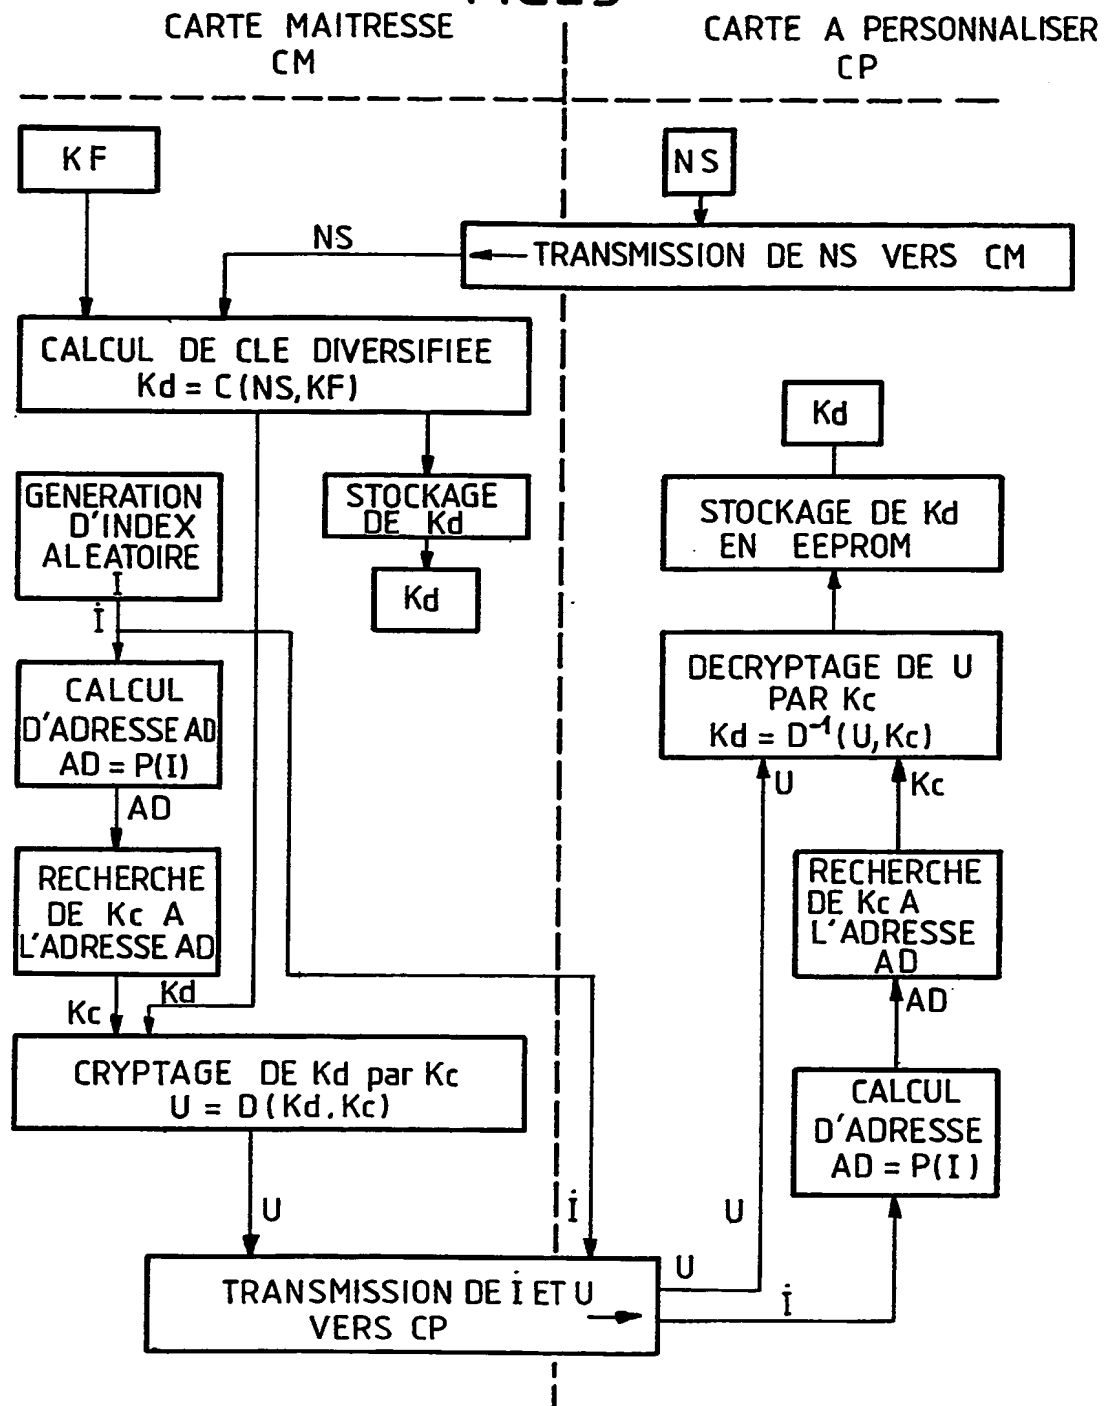 CARTE MAITRESSE
CM
CARTE A PERSONNALISER
CP
KF
NS
NS
TRANSMISSION DE NS VERS CM
CALCUL DE CLE DIVERSIFIEE
Kd = C(NS,KF)
Kd
GENERATION
D'INDEX
ALEATOIRE
I
STOCKAGE
DE Kd
STOCKAGE DE Kd
EN EEPROM
Kd
İ
CALCUL
D'ADRESSE AD
AD = P(I)
DECRYPTAGE DE U
PAR Kc
Kd = D⁻¹(U,Kc)
AD
U
Kc
RECHERCHE
DE Kc A
L'ADRESSE AD
RECHERCHE
DE Kc A
L'ADRESSE
AD
Kc
Kd
AD
CRYPTAGE DE Kd par Kc
U = D(Kd,Kc)
CALCUL
D'ADRESSE
AD = P(I)
U
İ
U
U
İ
TRANSMISSION DE İ ET U
VERS CP